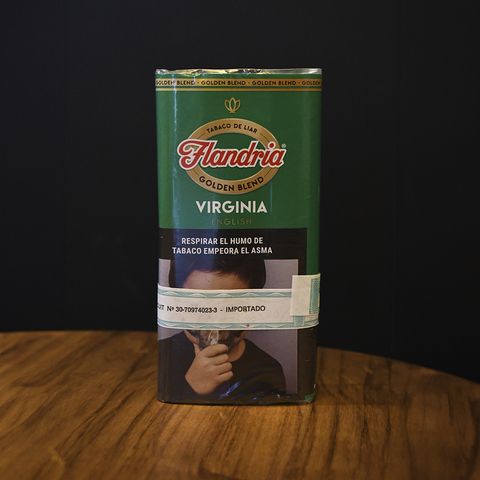 GOLDEN BLEND - GOLDEN BLEND - GOLDEN BLEND - GOLDEN
TABACO DE LIAR
Flandria®
GOLDEN BLEND
VIRGINIA
ENGLISH
RESPIRAR EL HUMO DE
TABACO EMPEORA EL ASMA
Nº 30-70974023-3 - IMPORTADO